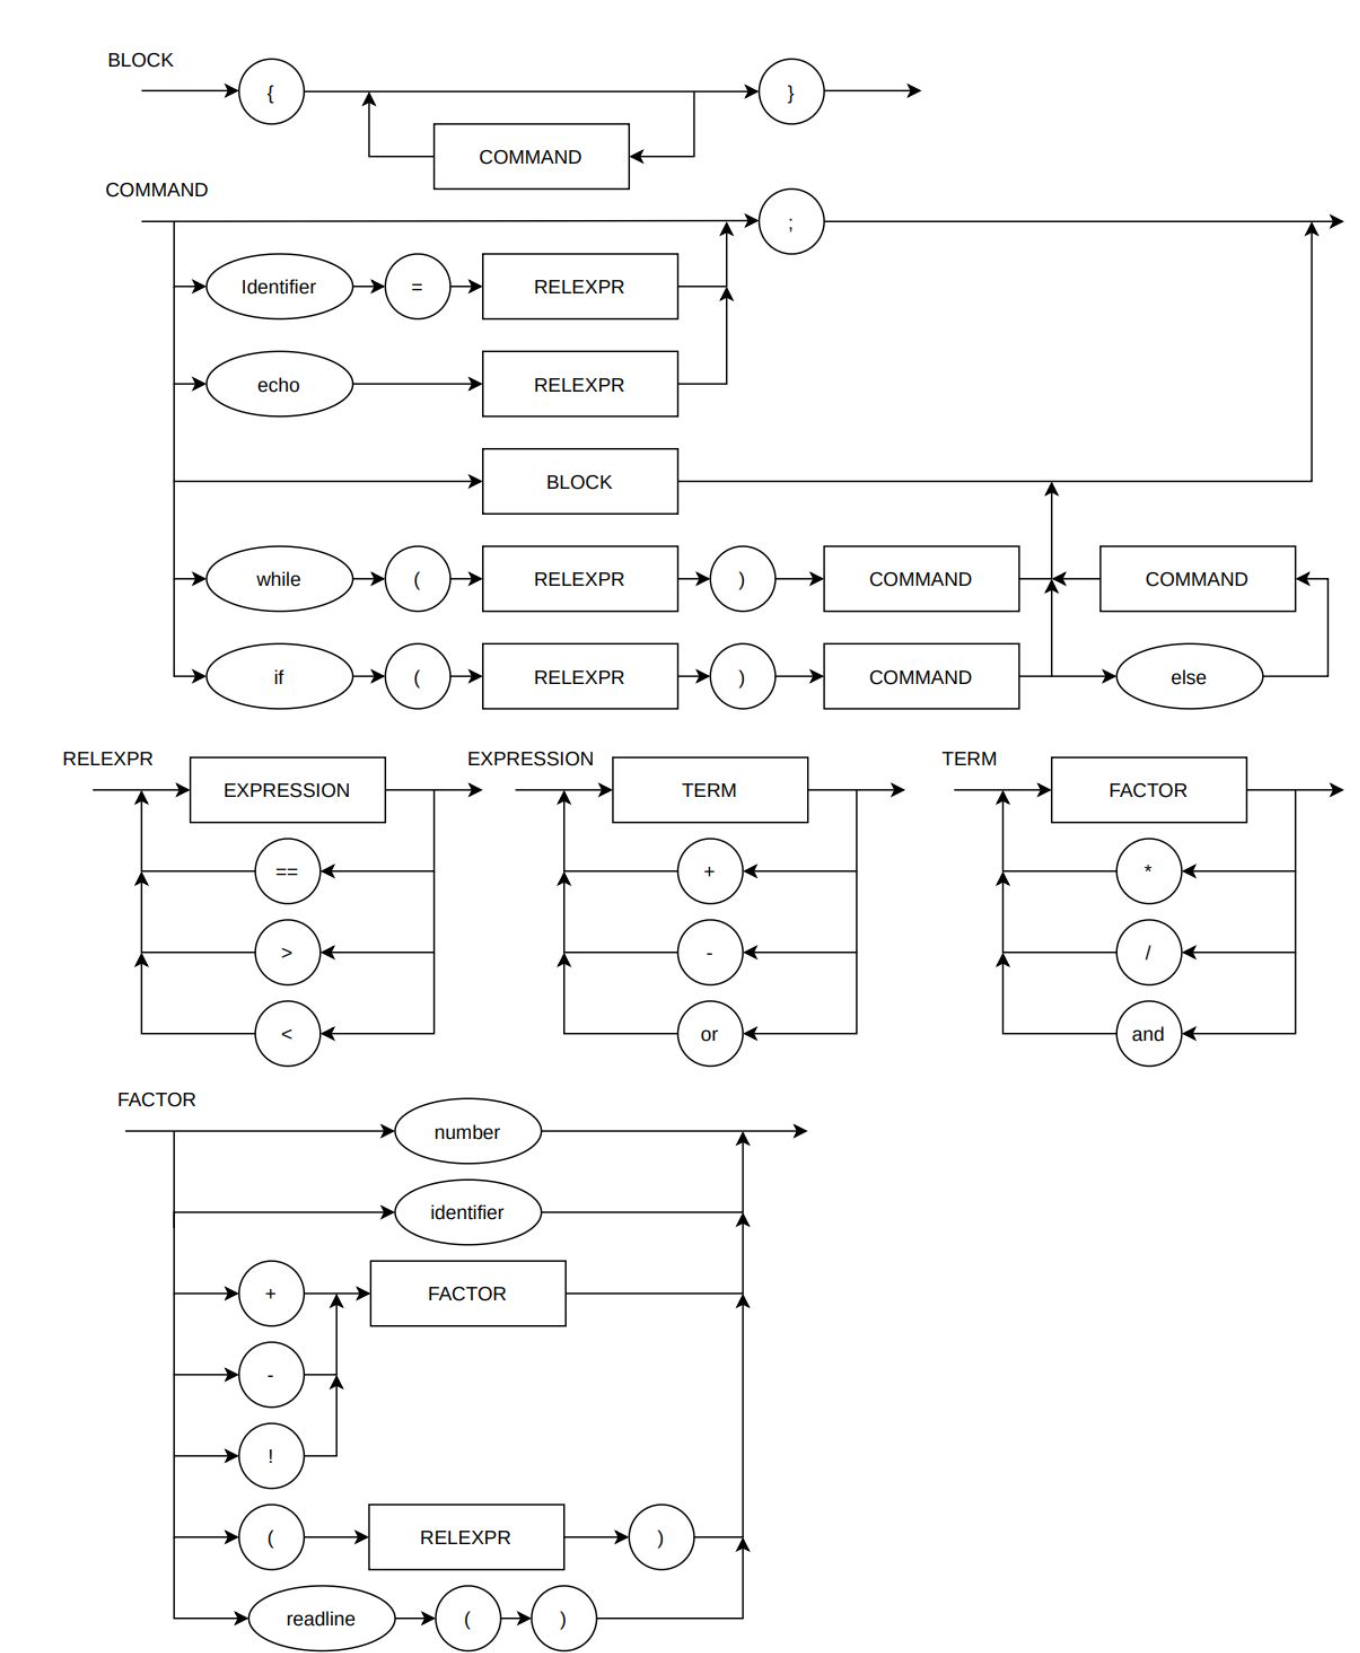 BLOCK
{ }
COMMAND
COMMAND
;
Identifier = RELEXPR
echo RELEXPR
BLOCK
while ( RELEXPR ) COMMAND COMMAND
if ( RELEXPR ) COMMAND else
RELEXPR EXPRESSION TERM
EXPRESSION TERM FACTOR
== + *
> - /
< or and
FACTOR
number
identifier
+ FACTOR
-
!
( RELEXPR )
readline ( )